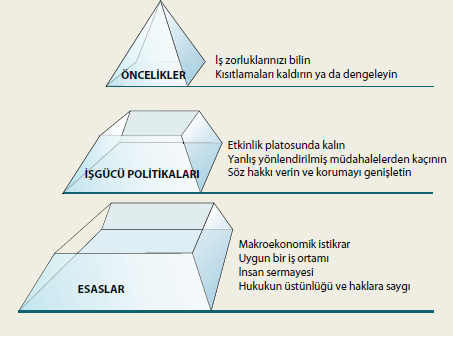 ÖNCELİKLER
İş zorluklarınızı bilin
Kısıtlamaları kaldırın ya da dengeleyin
İŞGÜCÜ POLİTİKALARI
Etkinlik platosunda kalın
Yanlış yönlendirilmiş müdahalelerden kaçının
Söz hakkı verin ve korumayı genişletin
ESASLAR
Makroekonomik istikrar
Uygun bir iş ortamı
İnsan sermayesi
Hukukun üstünlüğü ve haklara saygı